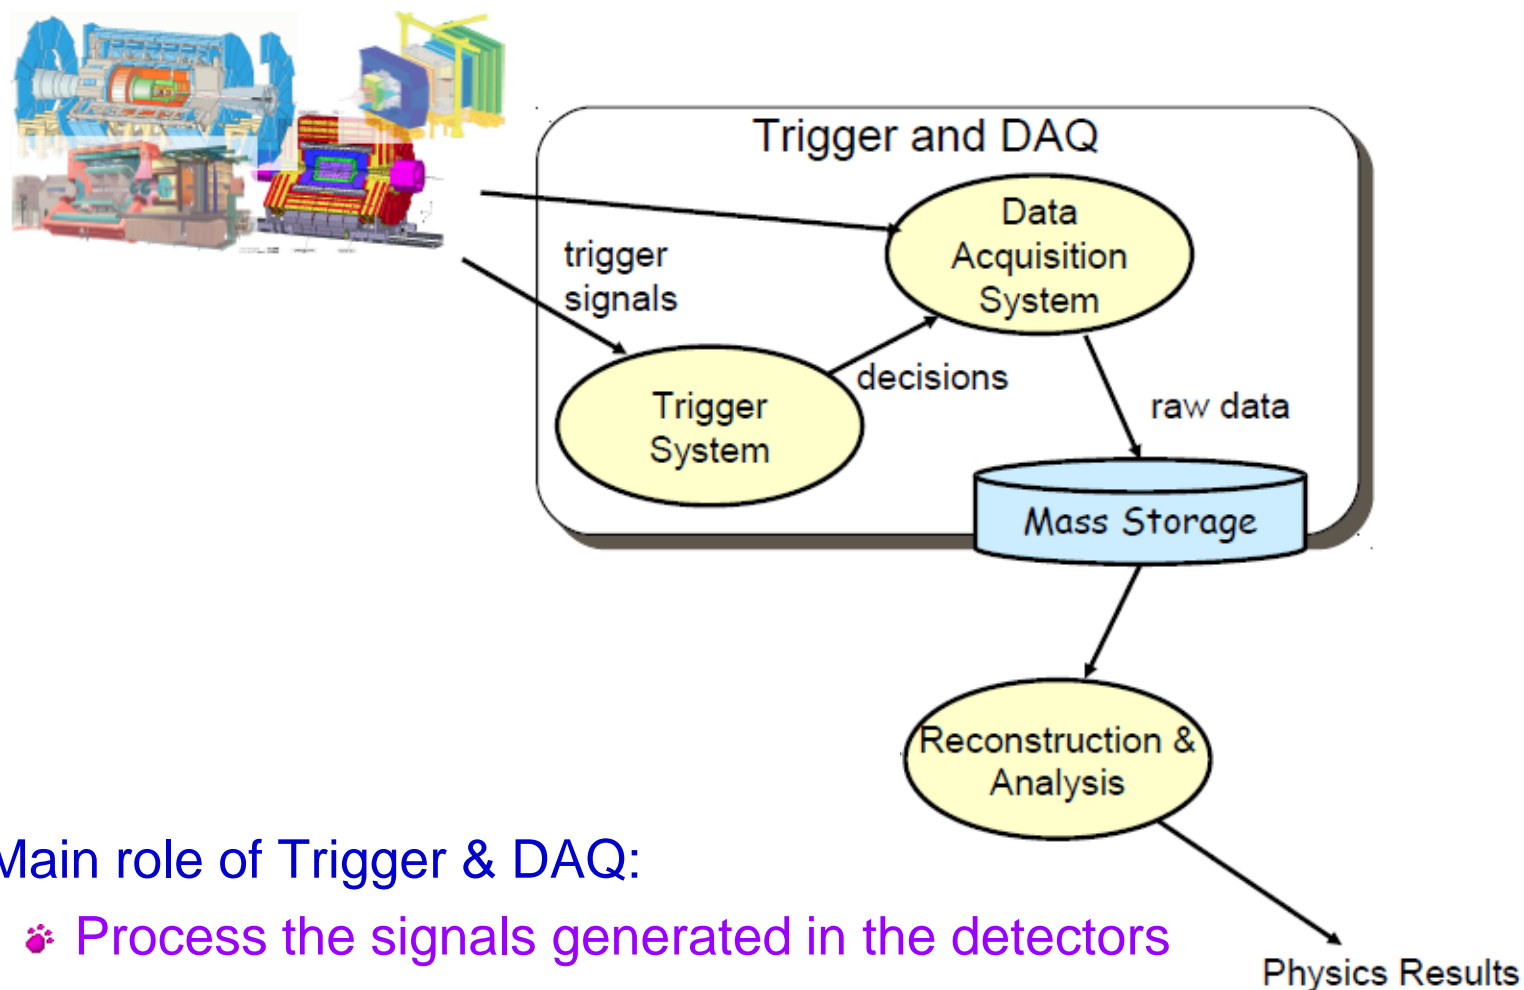 Trigger and DAQ
Data
Acquisition
System
trigger
signals
decisions
Trigger
System
raw data
Mass Storage
Reconstruction &
Analysis
Main role of Trigger & DAQ:
Process the signals generated in the detectors
Physics Results